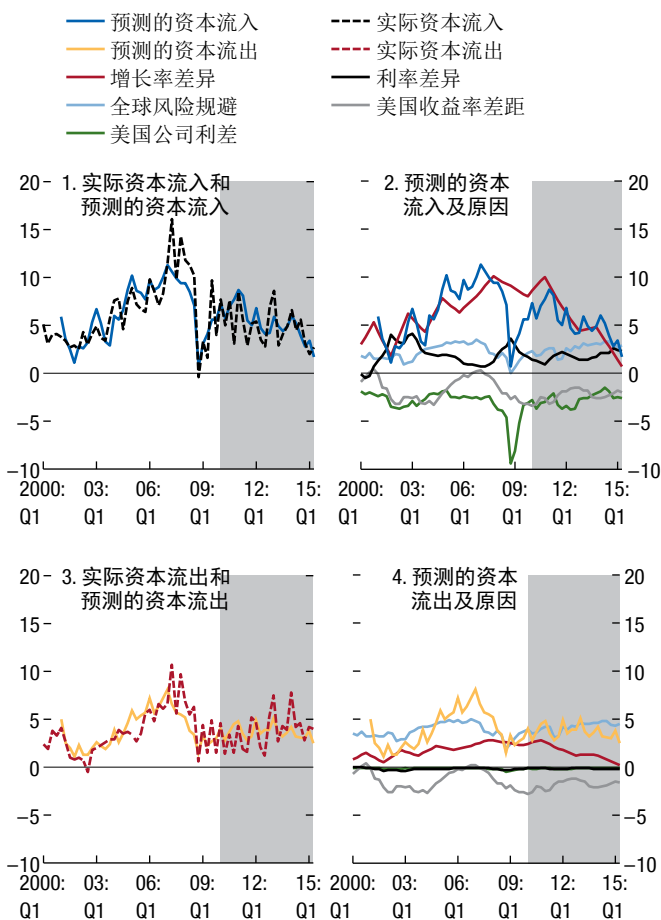 预测的资本流入
实际资本流入
预测的资本流出
实际资本流出
增长率差异
利率差异
全球风险规避
美国收益率差距
美国公司利差
1. 实际资本流入和
预测的资本流入
20
15
10
5
0
−5
−10
2000:
Q1
03:
Q1
06:
Q1
09:
Q1
12:
Q1
15:
Q1
2. 预测的资本
流入及原因
20
15
10
5
0
−5
−10
2000:
Q1
03:
Q1
06:
Q1
09:
Q1
12:
Q1
15:
Q1
3. 实际资本流出和
预测的资本流出
20
15
10
5
0
−5
−10
2000:
Q1
03:
Q1
06:
Q1
09:
Q1
12:
Q1
15:
Q1
4. 预测的资本
流出及原因
20
15
10
5
0
−5
−10
2000:
Q1
03:
Q1
06:
Q1
09:
Q1
12:
Q1
15:
Q1